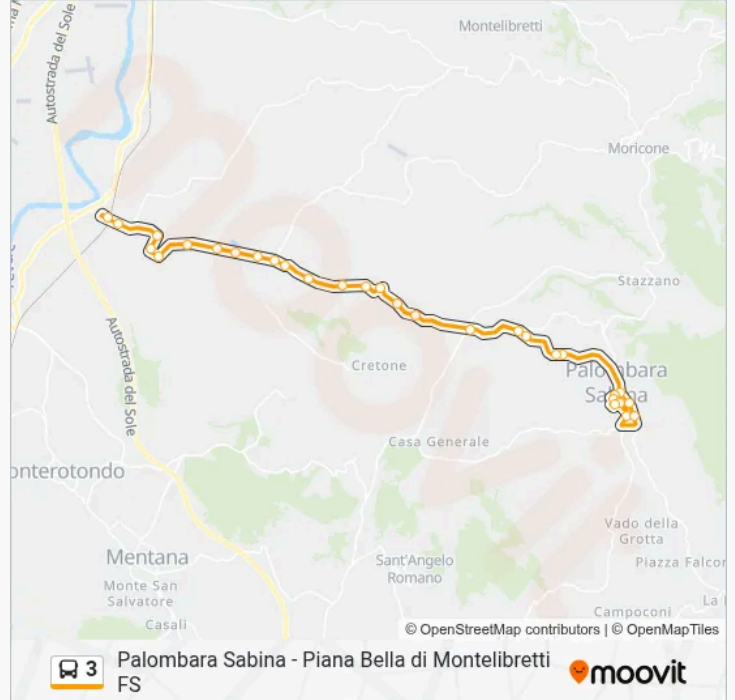 Autostrada del Sole
Montelibretti
Moricone
Stazzano
Palombara
Sabina
Autostrada del Sole
Cretone
Casa Generale
onterotondo
Mentana
Monte San
Salvatore
Casali
Sant'Angelo
Romano
Vado della
Grotta
Piazza Falcor
La
Campoconi
© OpenStreetMap contributors | © OpenMapTiles
3
Palombara Sabina - Piana Bella di Montelibretti
FS
moovit